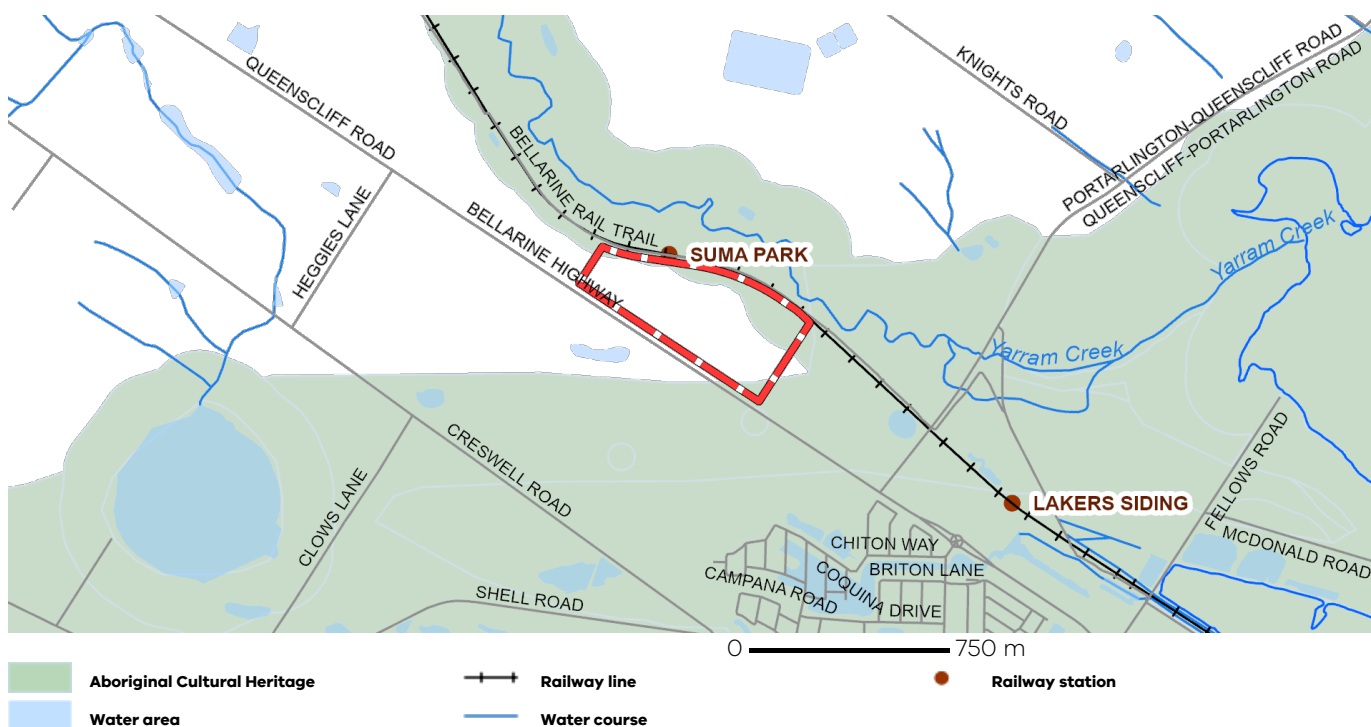 QUEENSCLIFF ROAD
KNIGHTS ROAD
PORTARLINGTON-QUEENSCLIFF ROAD
QUEENSCLIFF-PORTARLINGTON ROAD
BELLARINE RAIL TRAIL
HEGGIES LANE
BELLARINE HIGHWAY
SUMA PARK
Yarram Creek
Yarram Creek
CRESWELL ROAD
CLOWS LANE
LAKERS SIDING
FELLOWS ROAD
MCDONALD ROAD
CHITON WAY
BRITON LANE
CAMPANA ROAD
COQUINA DRIVE
SHELL ROAD
0 750 m
Aboriginal Cultural Heritage
Railway line
Railway station
Water area
Water course